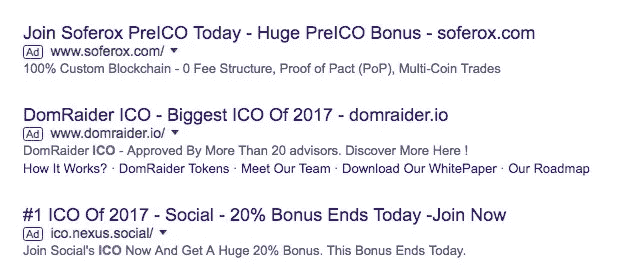 Join Soferox PreICO Today - Huge PreICO Bonus - soferox.com
Ad www.soferox.com/
100% Custom Blockchain - 0 Fee Structure, Proof of Pact (PoP), Multi-Coin Trades
DomRaider ICO - Biggest ICO Of 2017 - domraider.io
Ad www.domraider.io/
DomRaider ICO - Approved By More Than 20 advisors. Discover More Here !
How It Works? · DomRaider Tokens · Meet Our Team · Download Our WhitePaper · Our Roadmap
#1 ICO Of 2017 - Social - 20% Bonus Ends Today -Join Now
Ad ico.nexus.social/
Join Social's ICO Now And Get A Huge 20% Bonus. This Bonus Ends Today.